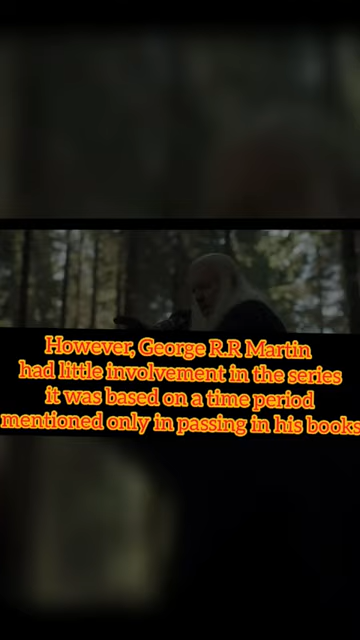 However, George R.R Martin
had little involvement in the series
it was based on a time period
mentioned only in passing in his books